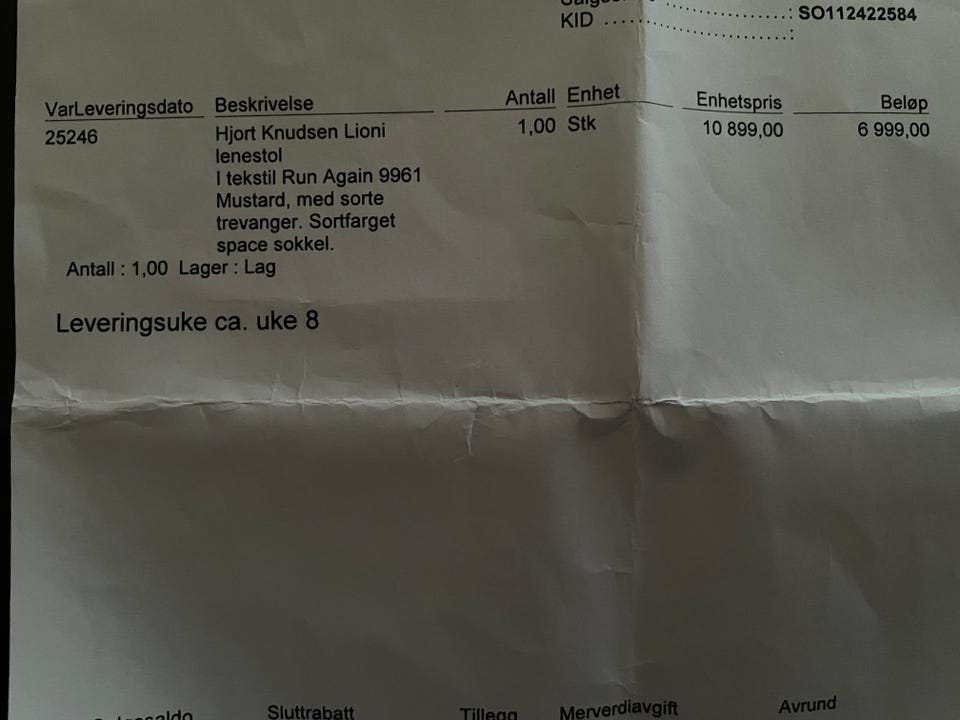 KID ........................:
SO112422584
VarLeveringsdato Beskrivelse Antall Enhet Enhetspris Beløp
25246 Hjort Knudsen Lioni 1,00 Stk 10 899,00 6 999,00
lenestol
I tekstil Run Again 9961
Mustard, med sorte
trevanger. Sortfarget
space sokkel.
Antall : 1,00 Lager : Lag
Leveringsuke ca. uke 8
Sluttrabatt Tillegg Merverdiavgift Avrund